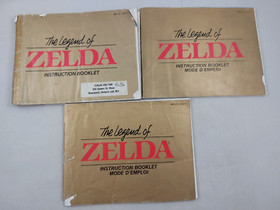 The Legend of
ZELDA
INSTRUCTION BOOKLET
The Legend of
ZELDA
INSTRUCTION BOOKLET
MODE D'EMPLOI
The Legend of
ZELDA
INSTRUCTION BOOKLET
MODE D'EMPLOI